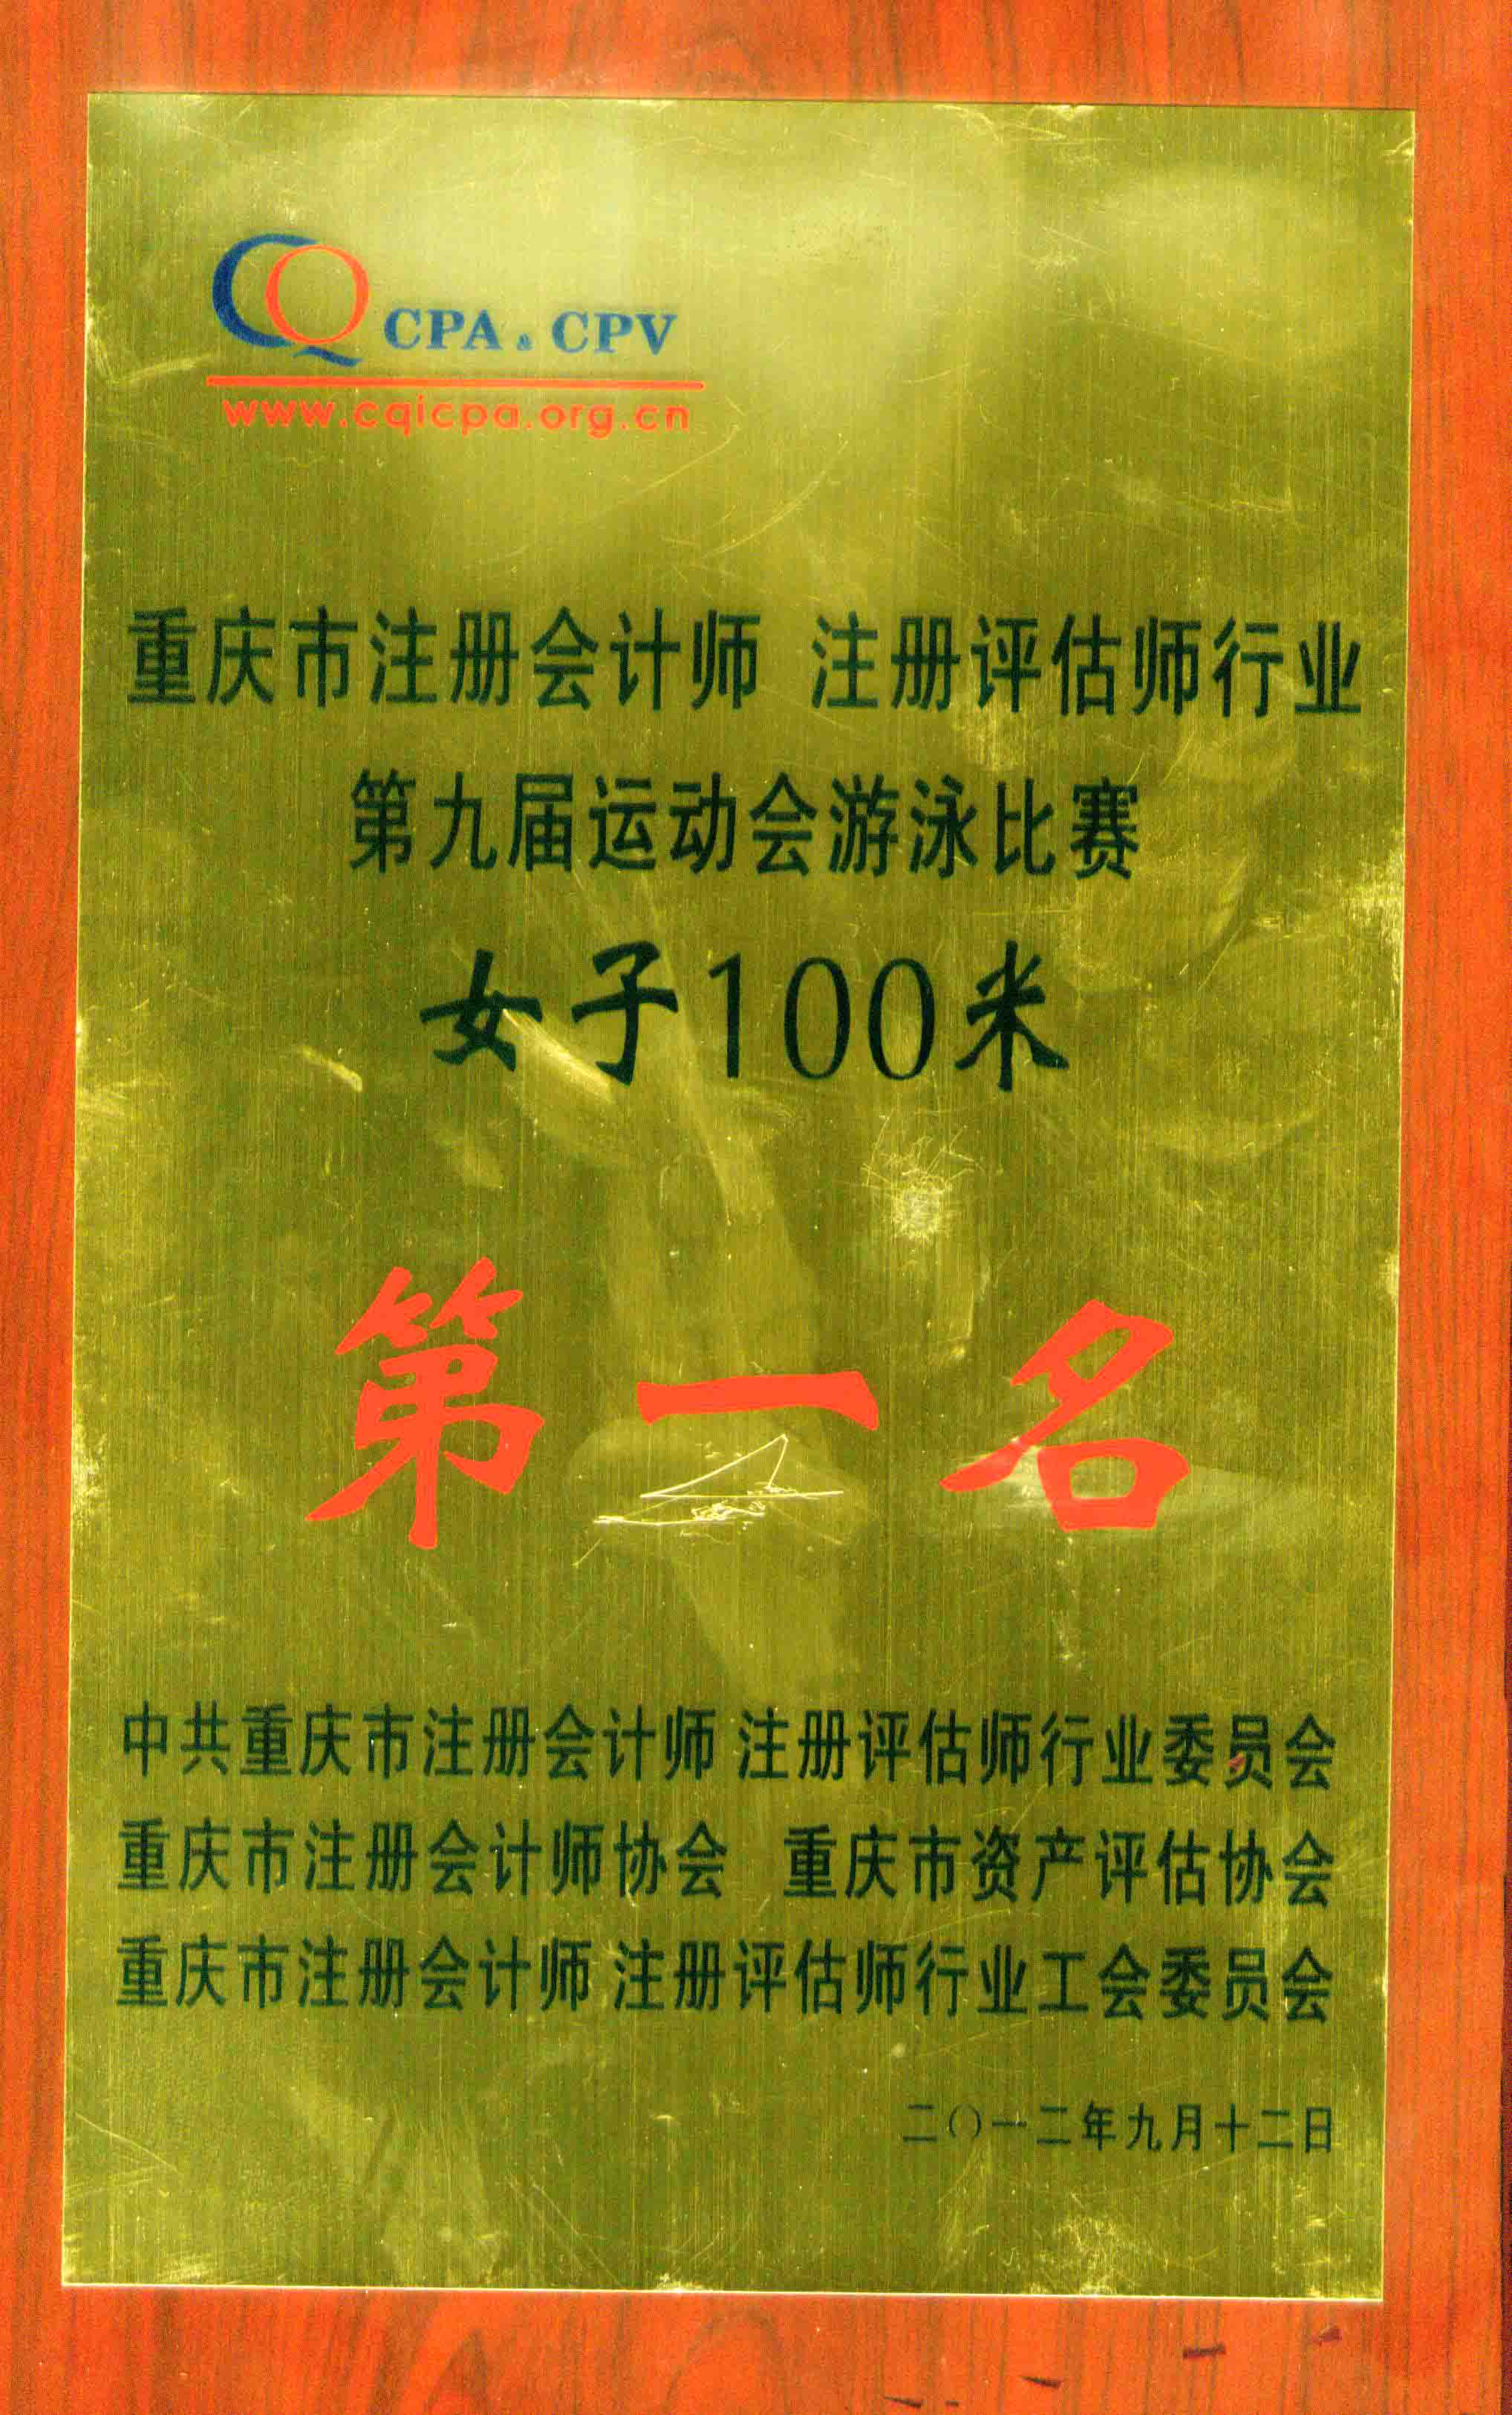 CQ CPA & CPV
www.cqicpa.org.cn
重庆市注册会计师 注册评估师行业
第九届运动会游泳比赛
女子100米
第一名
中共重庆市注册会计师 注册评估师行业委员会
重庆市注册会计师协会 重庆市资产评估协会
重庆市注册会计师 注册评估师行业工会委员会
二〇一二年九月十二日